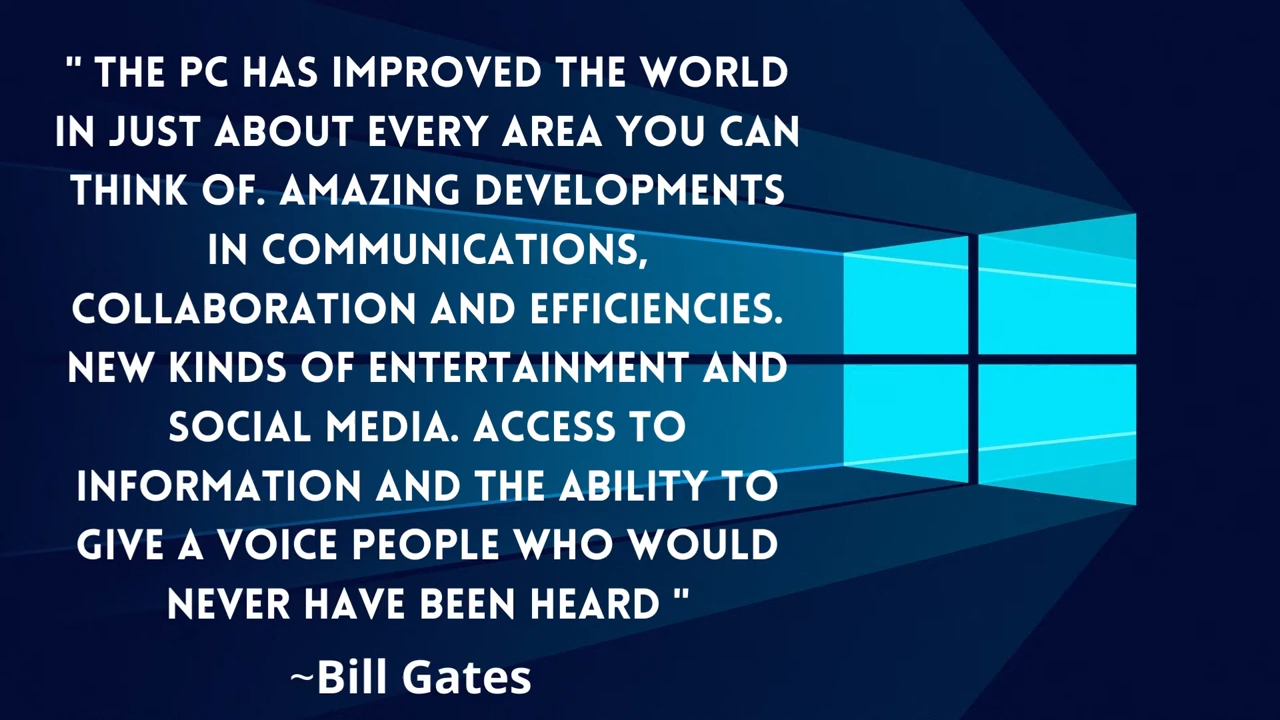 " THE PC HAS IMPROVED THE WORLD
IN JUST ABOUT EVERY AREA YOU CAN
THINK OF. AMAZING DEVELOPMENTS
IN COMMUNICATIONS,
COLLABORATION AND EFFICIENCIES.
NEW KINDS OF ENTERTAINMENT AND
SOCIAL MEDIA. ACCESS TO
INFORMATION AND THE ABILITY TO
GIVE A VOICE PEOPLE WHO WOULD
NEVER HAVE BEEN HEARD "
~Bill Gates